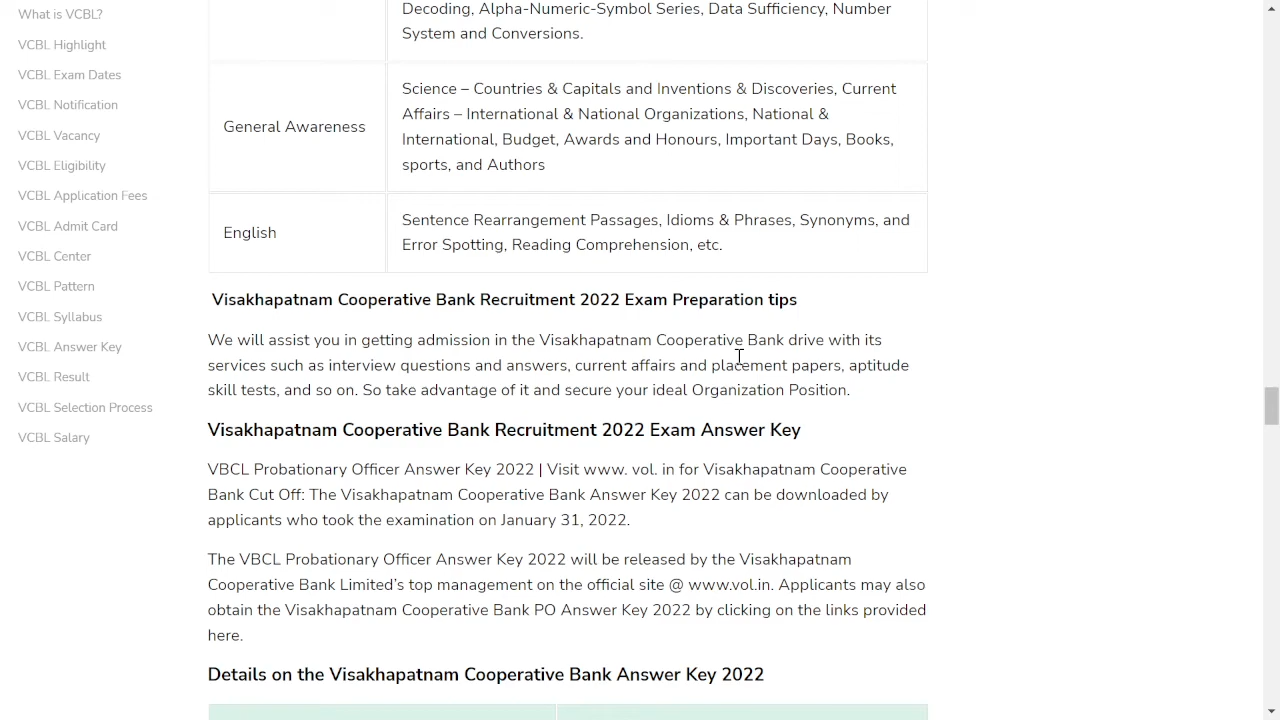 What is VCBL?
VCBL Highlight
VCBL Exam Dates
VCBL Notification
VCBL Vacancy
VCBL Eligibility
VCBL Application Fees
VCBL Admit Card
VCBL Center
VCBL Pattern
VCBL Syllabus
VCBL Answer Key
VCBL Result
VCBL Selection Process
VCBL Salary
Decoding, Alpha-Numeric-Symbol Series, Data Sufficiency, Number
System and Conversions.
General Awareness
Science – Countries & Capitals and Inventions & Discoveries, Current
Affairs – International & National Organizations, National &
International, Budget, Awards and Honours, Important Days, Books,
sports, and Authors
English
Sentence Rearrangement Passages, Idioms & Phrases, Synonyms, and
Error Spotting, Reading Comprehension, etc.
Visakhapatnam Cooperative Bank Recruitment 2022 Exam Preparation tips
We will assist you in getting admission in the Visakhapatnam Cooperative Bank drive with its
services such as interview questions and answers, current affairs and placement papers, aptitude
skill tests, and so on. So take advantage of it and secure your ideal Organization Position.
Visakhapatnam Cooperative Bank Recruitment 2022 Exam Answer Key
VBCL Probationary Officer Answer Key 2022 | Visit www. vol. in for Visakhapatnam Cooperative
Bank Cut Off: The Visakhapatnam Cooperative Bank Answer Key 2022 can be downloaded by
applicants who took the examination on January 31, 2022.
The VBCL Probationary Officer Answer Key 2022 will be released by the Visakhapatnam
Cooperative Bank Limited’s top management on the official site @ www.vol.in. Applicants may also
obtain the Visakhapatnam Cooperative Bank PO Answer Key 2022 by clicking on the links provided
here.
Details on the Visakhapatnam Cooperative Bank Answer Key 2022